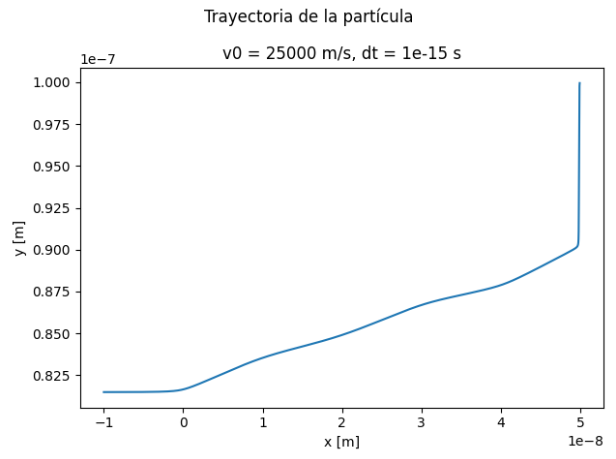 Trayectoria de la partícula
v0 = 25000 m/s, dt = 1e-15 s
1e−7
1.000
0.975
0.950
0.925
0.900
0.875
0.850
0.825
y [m]
−1 0 1 2 3 4 5
x [m]
1e−8